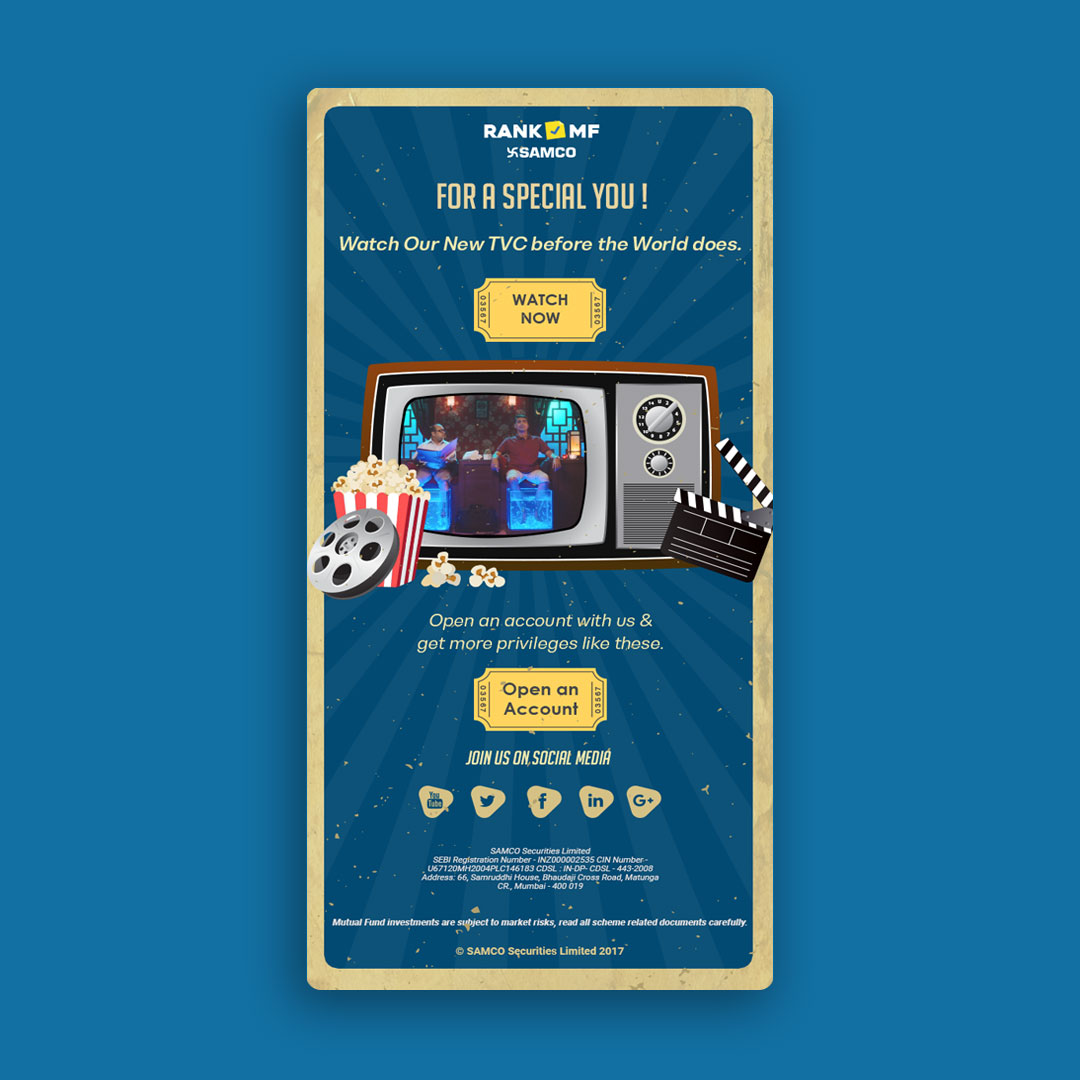 RANK MF
SAMCO
FOR A SPECIAL YOU !
Watch Our New TVC before the World does.
03567
WATCH
NOW
03567
Open an account with us &
get more privileges like these.
03567
Open an
Account
03567
JOIN US ON SOCIAL MEDIA
You
Tube
f
in
G+
SAMCO Securities Limited
SEBI Registration Number - INZ000002535 CIN Number -
U67120MH2004PLC146183 CDSL : IN-DP- CDSL - 443-2008
Address: 66, Samruddhi House, Bhaudaji Cross Road, Matunga
CR., Mumbai - 400 019
Mutual Fund investments are subject to market risks, read all scheme related documents carefully.
© SAMCO Securities Limited 2017